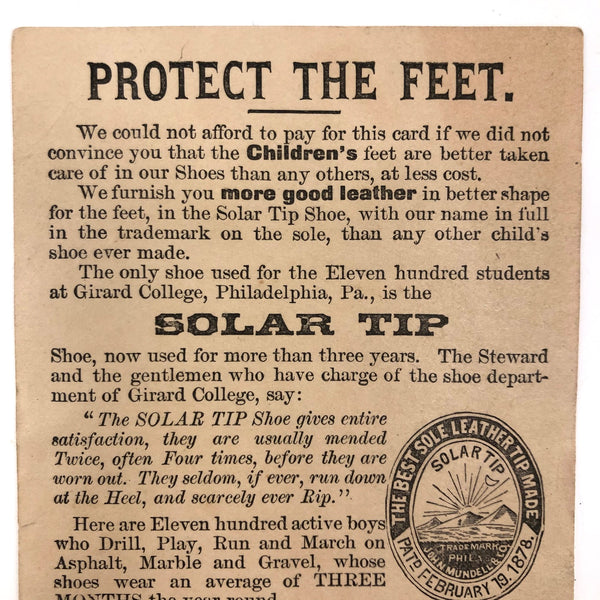 PROTECT THE FEET.
We could not afford to pay for this card if we did not
convince you that the Children's feet are better taken
care of in our Shoes than any others, at less cost.
We furnish you more good leather in better shape
for the feet, in the Solar Tip Shoe, with our name in full
in the trademark on the sole, than any other child's
shoe ever made.
The only shoe used for the Eleven hundred students
at Girard College, Philadelphia, Pa., is the
SOLAR TIP
Shoe, now used for more than three years. The Steward
and the gentlemen who have charge of the shoe depart-
ment of Girard College, say:
"The SOLAR TIP Shoe gives entire
satisfaction, they are usually mended
Twice, often Four times, before they are
worn out. They seldom, if ever, run down
at the Heel, and scarcely ever Rip."
Here are Eleven hundred active boys
who Drill, Play, Run and March on
Asphalt, Marble and Gravel, whose
shoes wear an average of THREE
MONTHS the year round
THE BEST SOLE LEATHER TIP MADE
SOLAR TIP
TRADE MARK
PHILA
JOHN MUNDELL & CO.
PATD FEBRUARY 19. 1878.